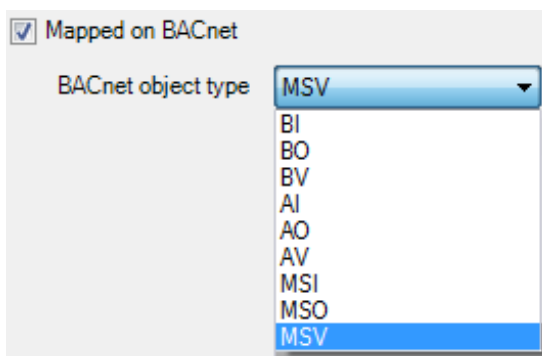 Mapped on BACnet
BACnet object type MSV
BI
BO
BV
AI
AO
AV
MSI
MSO
MSV